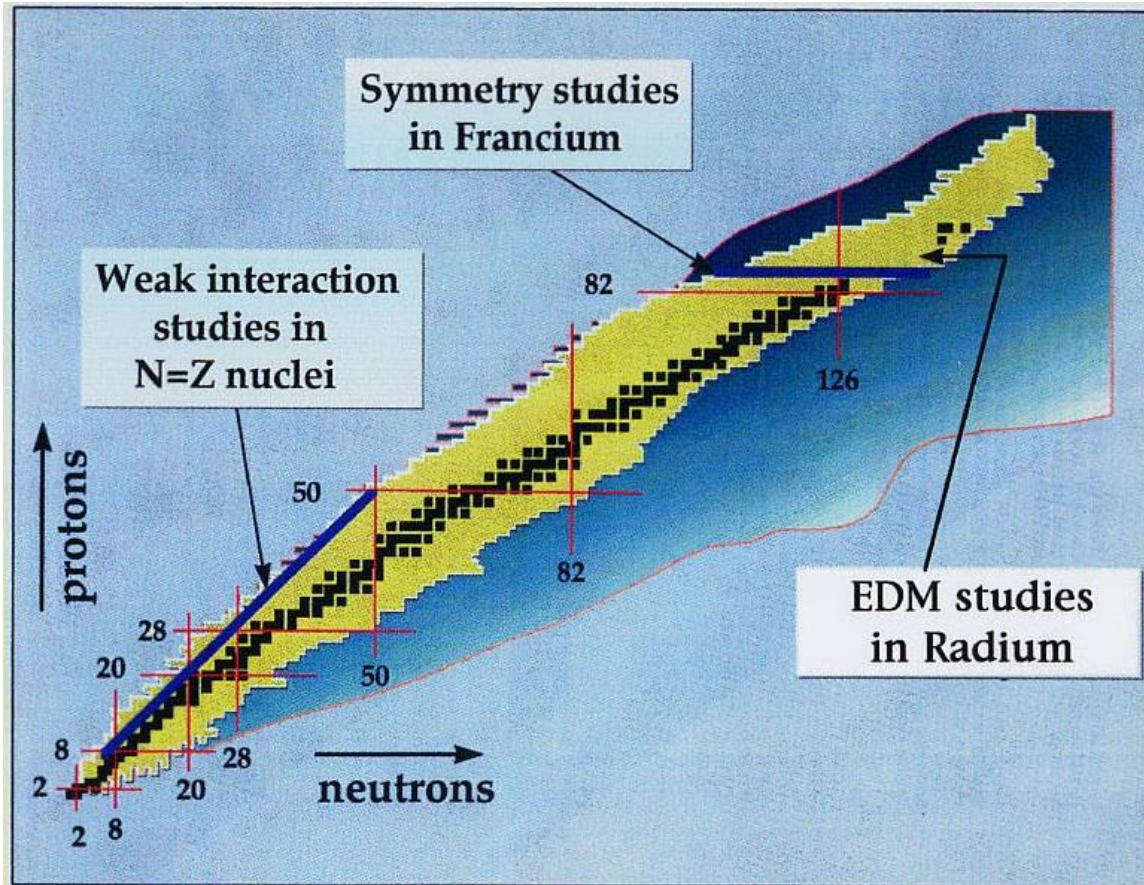 Symmetry studies
in Francium
Weak interaction
studies in
N=Z nuclei
82
126
50
82
protons
28
20
50
EDM studies
in Radium
8
28
20
neutrons
2
2
8